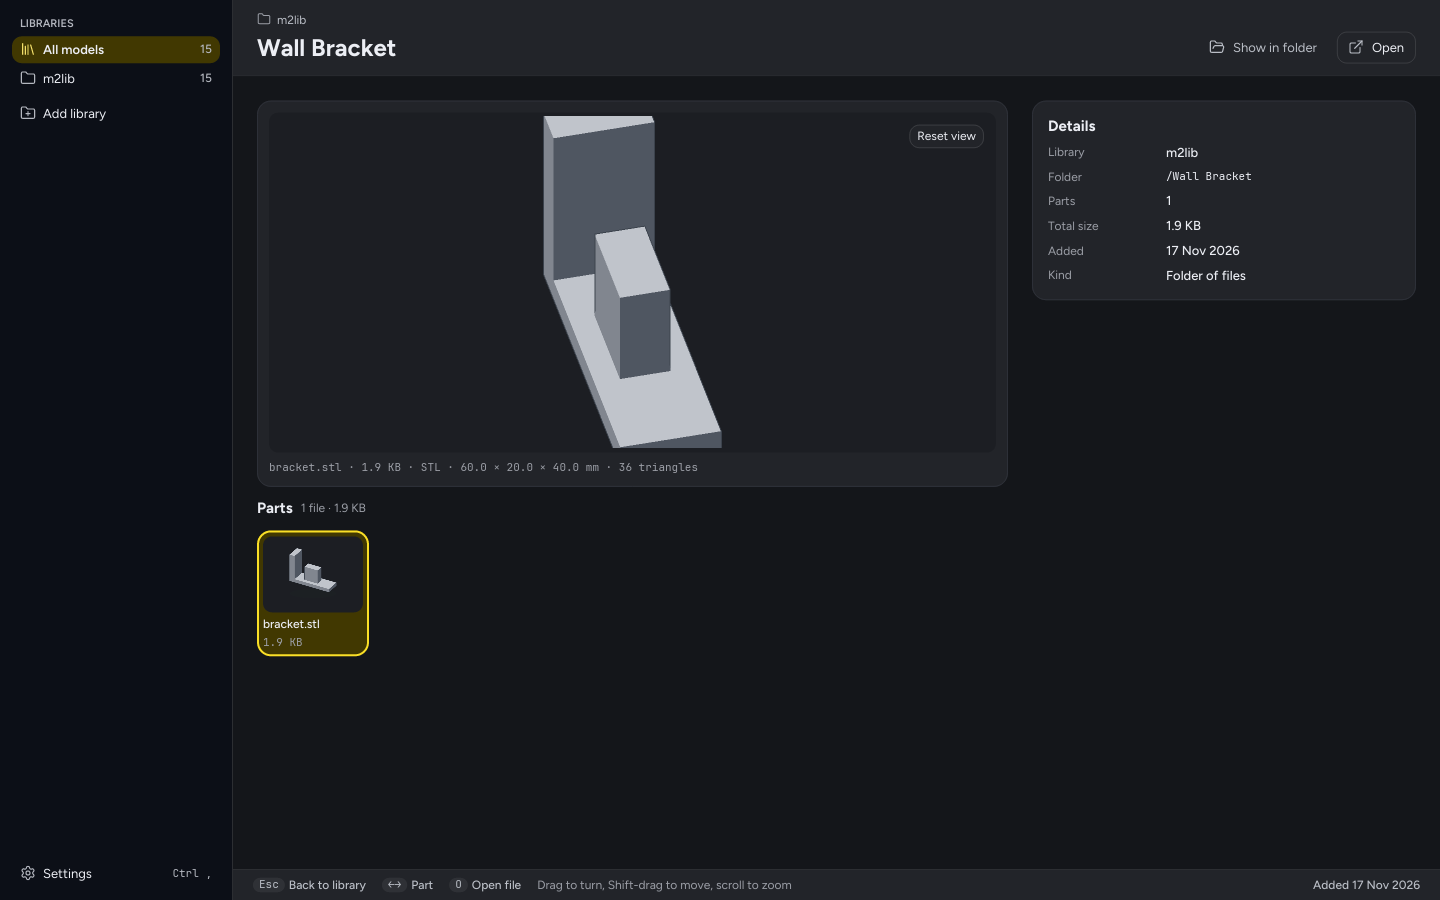 LIBRARIES
All models 15
m2lib 15
Add library
Settings Ctrl ,
m2lib
Wall Bracket
Show in folder
Open
Reset view
bracket.stl · 1.9 KB · STL · 60.0 × 20.0 × 40.0 mm · 36 triangles
Parts 1 file · 1.9 KB
bracket.stl
1.9 KB
Details
Library m2lib
Folder /Wall Bracket
Parts 1
Total size 1.9 KB
Added 17 Nov 2026
Kind Folder of files
Esc Back to library ↔ Part O Open file Drag to turn, Shift-drag to move, scroll to zoom Added 17 Nov 2026